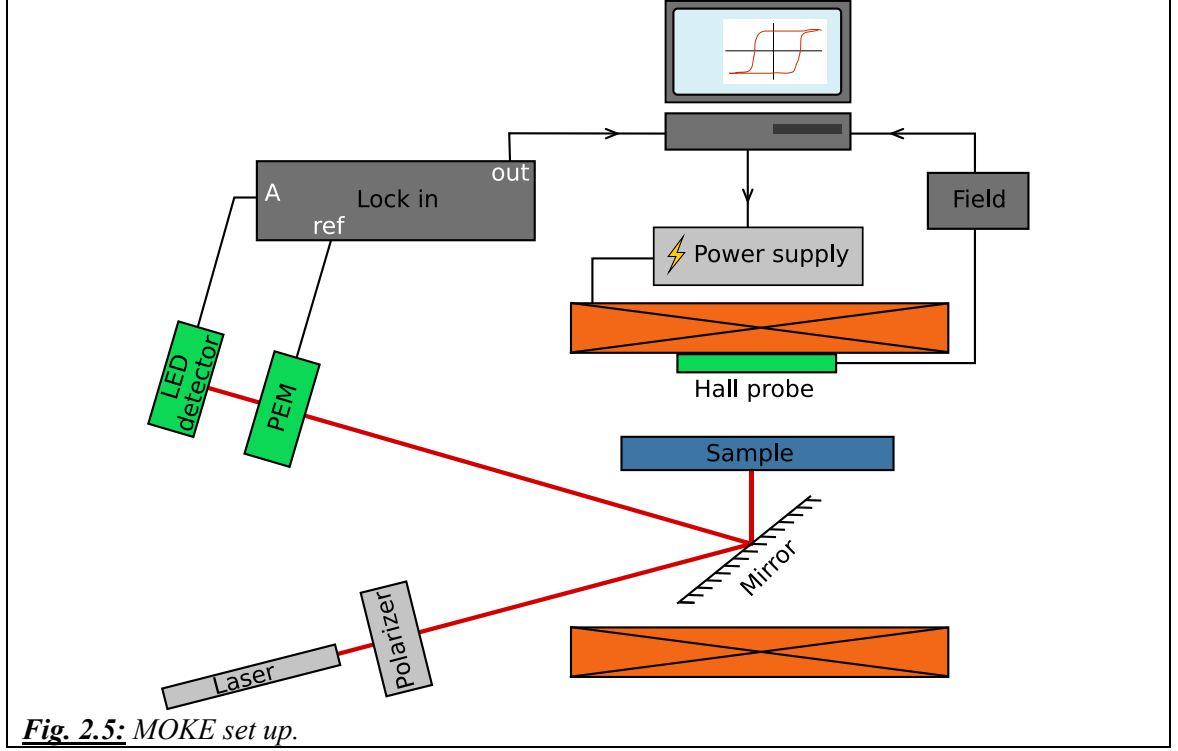 out
A
Lock in
ref
Field
Power supply
LED
detector
PEM
Hall probe
Sample
Mirror
Polarizer
Laser
Fig. 2.5: MOKE set up.